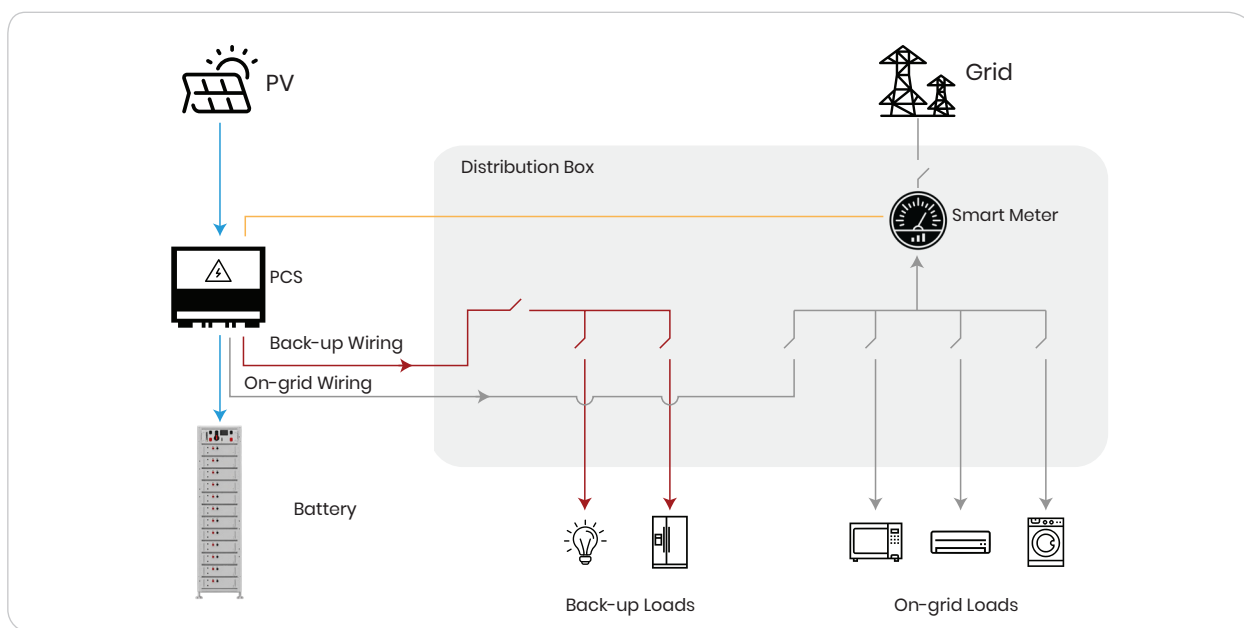 PV
Grid
Distribution Box
Smart Meter
PCS
Back-up Wiring
On-grid Wiring
Battery
Back-up Loads
On-grid Loads